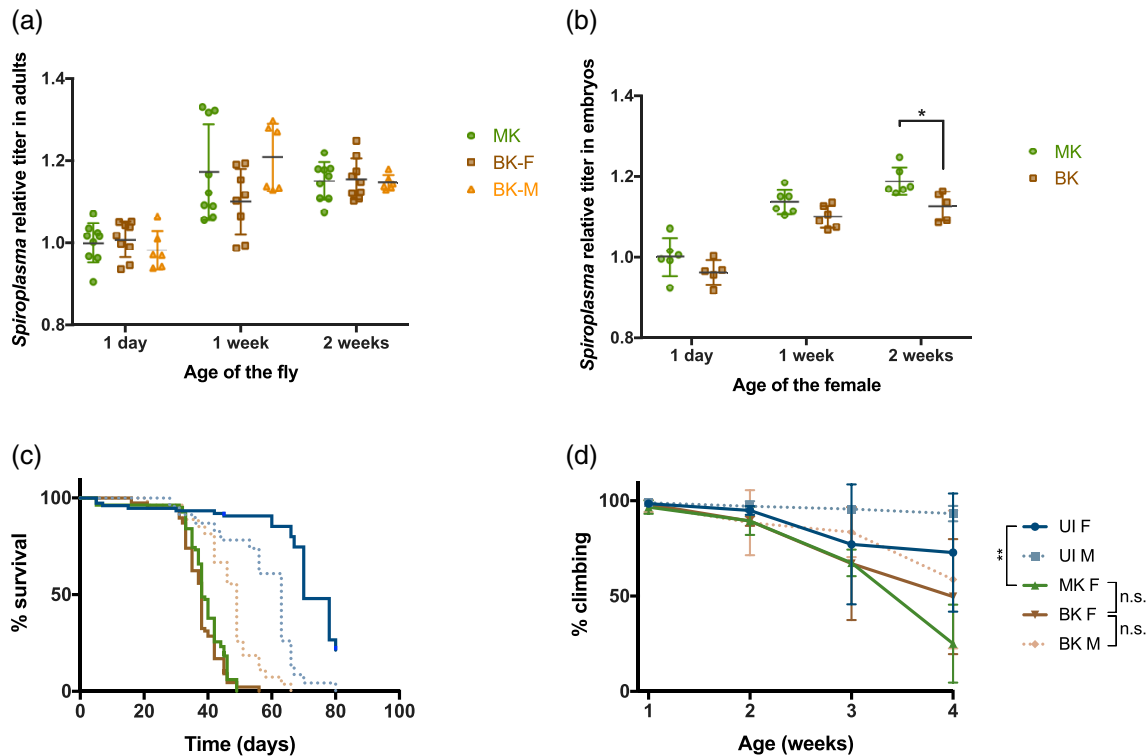 (a)
Spiroplasma relative titer in adults
1.4
1.2
1.0
0.8
1 day
1 week
2 weeks
Age of the fly
MK
BK-F
BK-M
(b)
Spiroplasma relative titer in embryos
1.4
1.2
1.0
0.8
*
1 day
1 week
2 weeks
Age of the female
MK
BK
(c)
% survival
100
50
0
0
20
40
60
80
100
Time (days)
(d)
% climbing
100
50
0
1
2
3
4
Age (weeks)
**
UI F
UI M
MK F
BK F
BK M
n.s.
n.s.